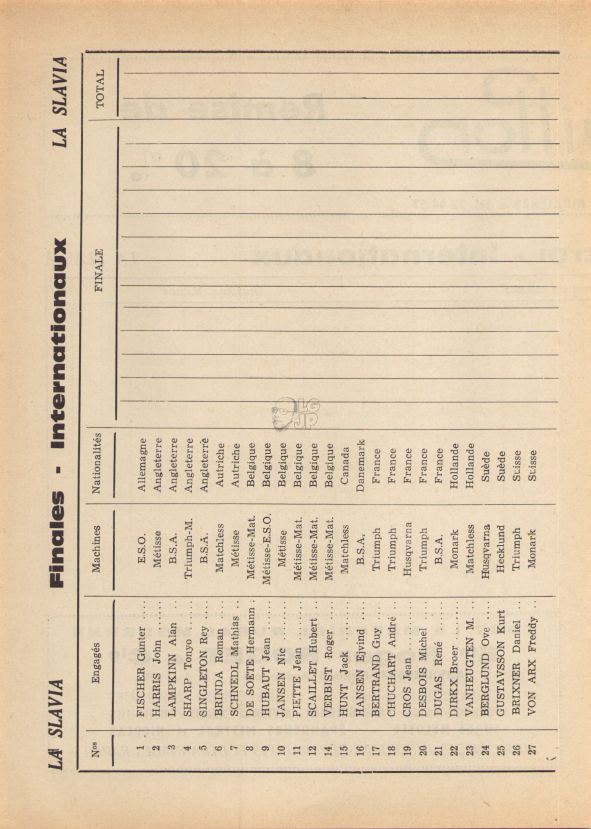 LA SLAVIA Finales - Internationaux LA SLAVIA
Nos Engagés Machines Nationalités FINALE TOTAL
1 FISCHER Gunter ..... E.S.O. Allemagne
2 HARRIS John ....... Métisse Angleterre
3 LAMPKINN Alan .. B.S.A. Angleterre
4 SHARP Tonyo ..... Triumph-M. Angleterre
5 SINGLETON Rey ... B.S.A. Angleterre
6 BRINDA Roman .... Matchless Autriche
7 SCHNEDL Mathias .. Métisse Autriche
8 DE SOETE Hermann . Métisse-Mat. Belgique
9 HUBAUT Jean ..... Métisse-E.S.O. Belgique
10 JANSEN Nic ........ Métisse Belgique
11 PIETTE Jean ....... Métisse-Mat. Belgique
12 SCAILLET Hubert . Métisse-Mat. Belgique
14 VERBIST Roger Métisse-Mat. Belgique
15 HUNT Jack ........ Matchless Canada
16 HANSEN Ejvind .... B.S.A. Danemark
17 BERTRAND Guy ... Triumph France
18 CHUCHART André Triumph France
19 CROS Jean ......... Husqvarna France
20 DESBOIS Michel ... Triumph France
21 DUGAS René ...... B.S.A. France
22 DIRKX Broer ....... Monark Hollande
23 VANHEUGTEN M. .. Matchless Hollande
24 BERGLUND Ove .... Husqvarna Suède
25 GUSTAVSSON Kurt Hecklund Suède
26 BRIXNER Daniel .. Triumph Suisse
27 VON ARX Freddy .. Monark Suisse
LG
JP